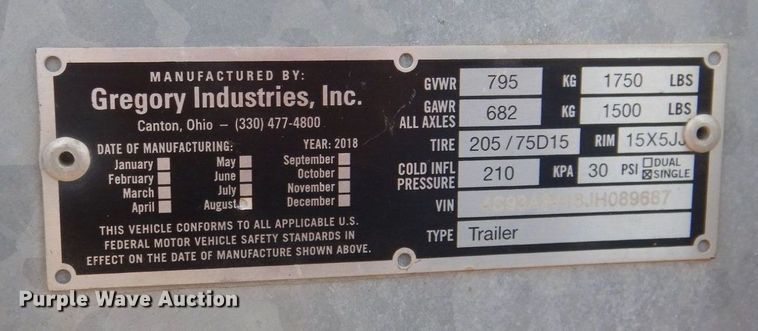 MANUFACTURED BY:
Gregory Industries, Inc.
Canton, Ohio – (330) 477-4800
DATE OF MANUFACTURING: YEAR: 2018
January May September
February June October
March July November
April August December
THIS VEHICLE CONFORMS TO ALL APPLICABLE U.S.
FEDERAL MOTOR VEHICLE SAFETY STANDARDS IN
EFFECT ON THE DATE OF MANUFACTURE SHOWN ABOVE.
GVWR 795 KG 1750 LBS
GAWR
ALL AXLES 682 KG 1500 LBS
TIRE 205/75D15 RIM 15X5JJ
COLD INFL
PRESSURE 210 KPA 30 PSI DUAL
SINGLE
VIN
TYPE Trailer
Purple Wave Auction